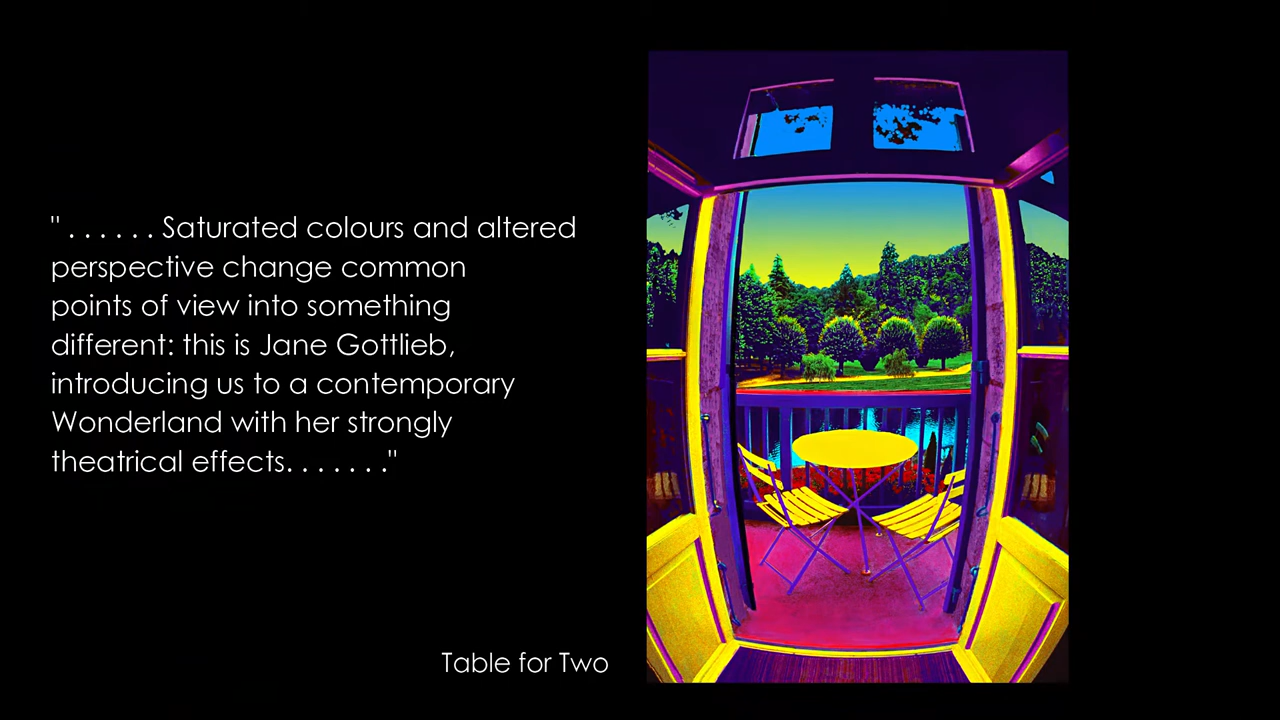 " . . . . . . Saturated colours and altered
perspective change common
points of view into something
different: this is Jane Gottlieb,
introducing us to a contemporary
Wonderland with her strongly
theatrical effects. . . . . . ."
Table for Two